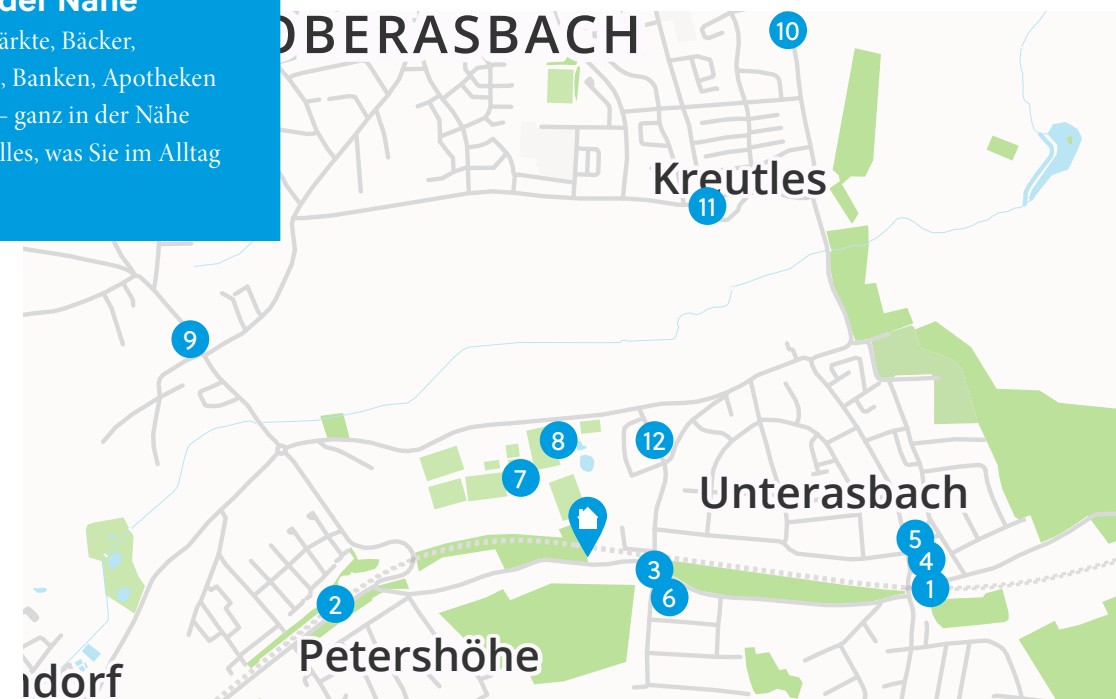 der Nähe
ärkte, Bäcker,
, Banken, Apotheken
– ganz in der Nähe
lles, was Sie im Alltag
OBERASBACH
10
Kreutles
11
9
8
12
7
Unterasbach
5
4
3
1
6
2
Petershöhe
ndorf